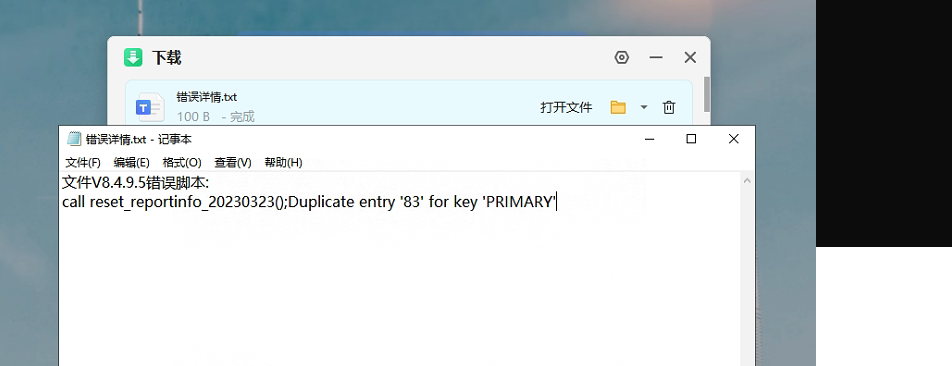 下载
错误详情.txt
100 B - 完成
打开文件
错误详情.txt - 记事本
文件(F) 编辑(E) 格式(O) 查看(V) 帮助(H)
文件V8.4.9.5错误脚本:
call reset_reportinfo_20230323();Duplicate entry '83' for key 'PRIMARY'